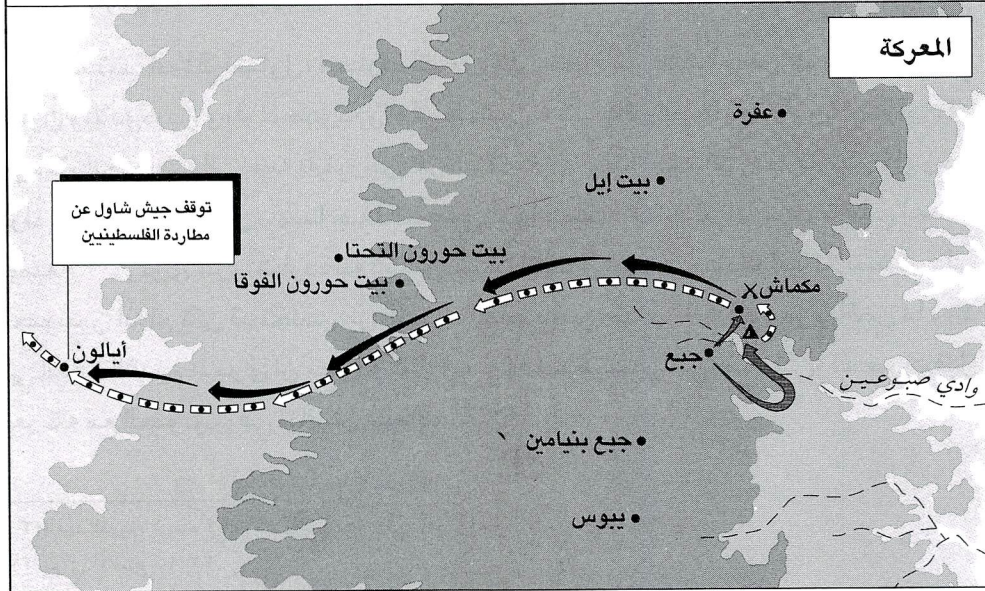 المعركة
عفرة
بيت إيل
توقف جيش شاول عن
مطاردة الفلسطينيين
بيت حورون التحتا
بيت حورون الفوقا
مكماش
أيالون
جبع
وادي صبوعين
جبع بنيامين
يبوس